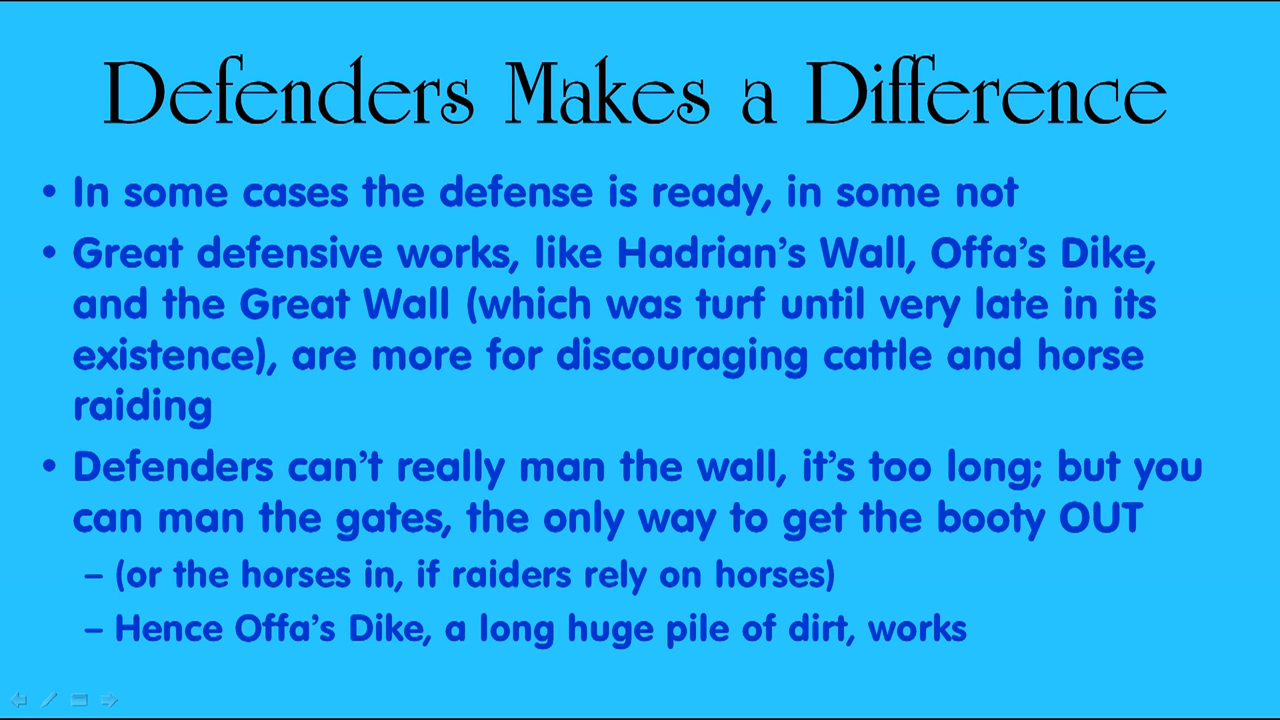 Defenders Makes a Difference
• In some cases the defense is ready, in some not
• Great defensive works, like Hadrian's Wall, Offa's Dike,
and the Great Wall (which was turf until very late in its
existence), are more for discouraging cattle and horse
raiding
• Defenders can't really man the wall, it's too long; but you
can man the gates, the only way to get the booty OUT
– (or the horses in, if raiders rely on horses)
– Hence Offa's Dike, a long huge pile of dirt, works